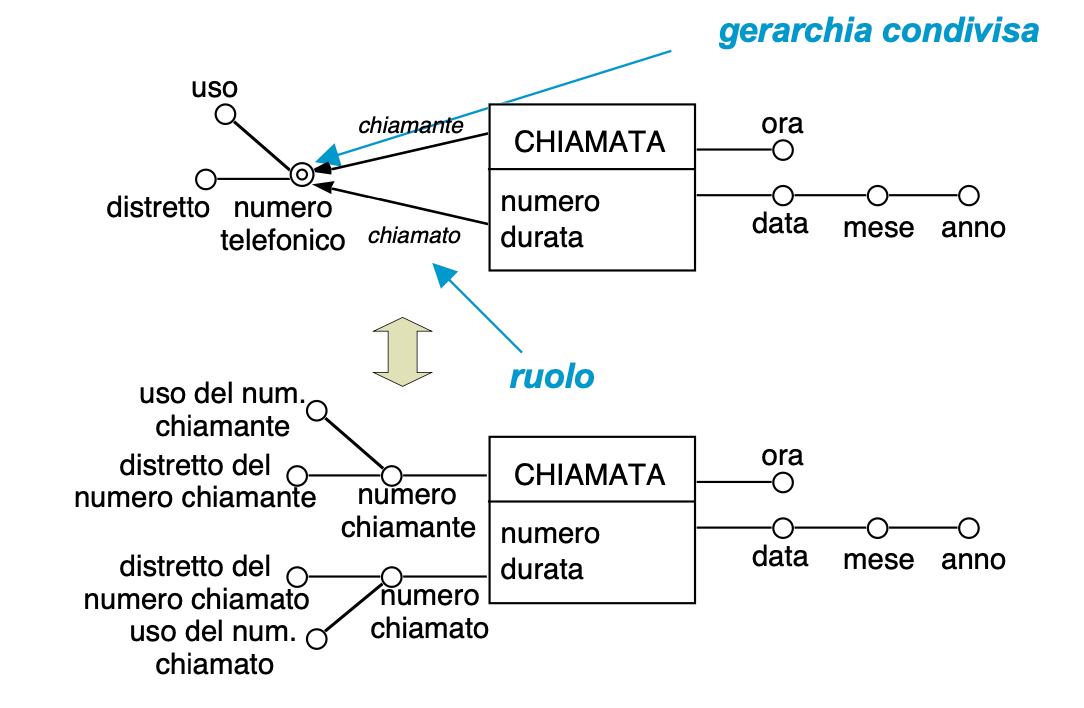 gerarchia condivisa
uso
chiamante
CHIAMATA
ora
distretto
numero
telefonico
chiamato
numero
durata
data
mese
anno
ruolo
uso del num.
chiamante
distretto del
numero chiamante
numero
chiamante
CHIAMATA
ora
numero
durata
data
mese
anno
distretto del
numero chiamato
numero
chiamato
uso del num.
chiamato